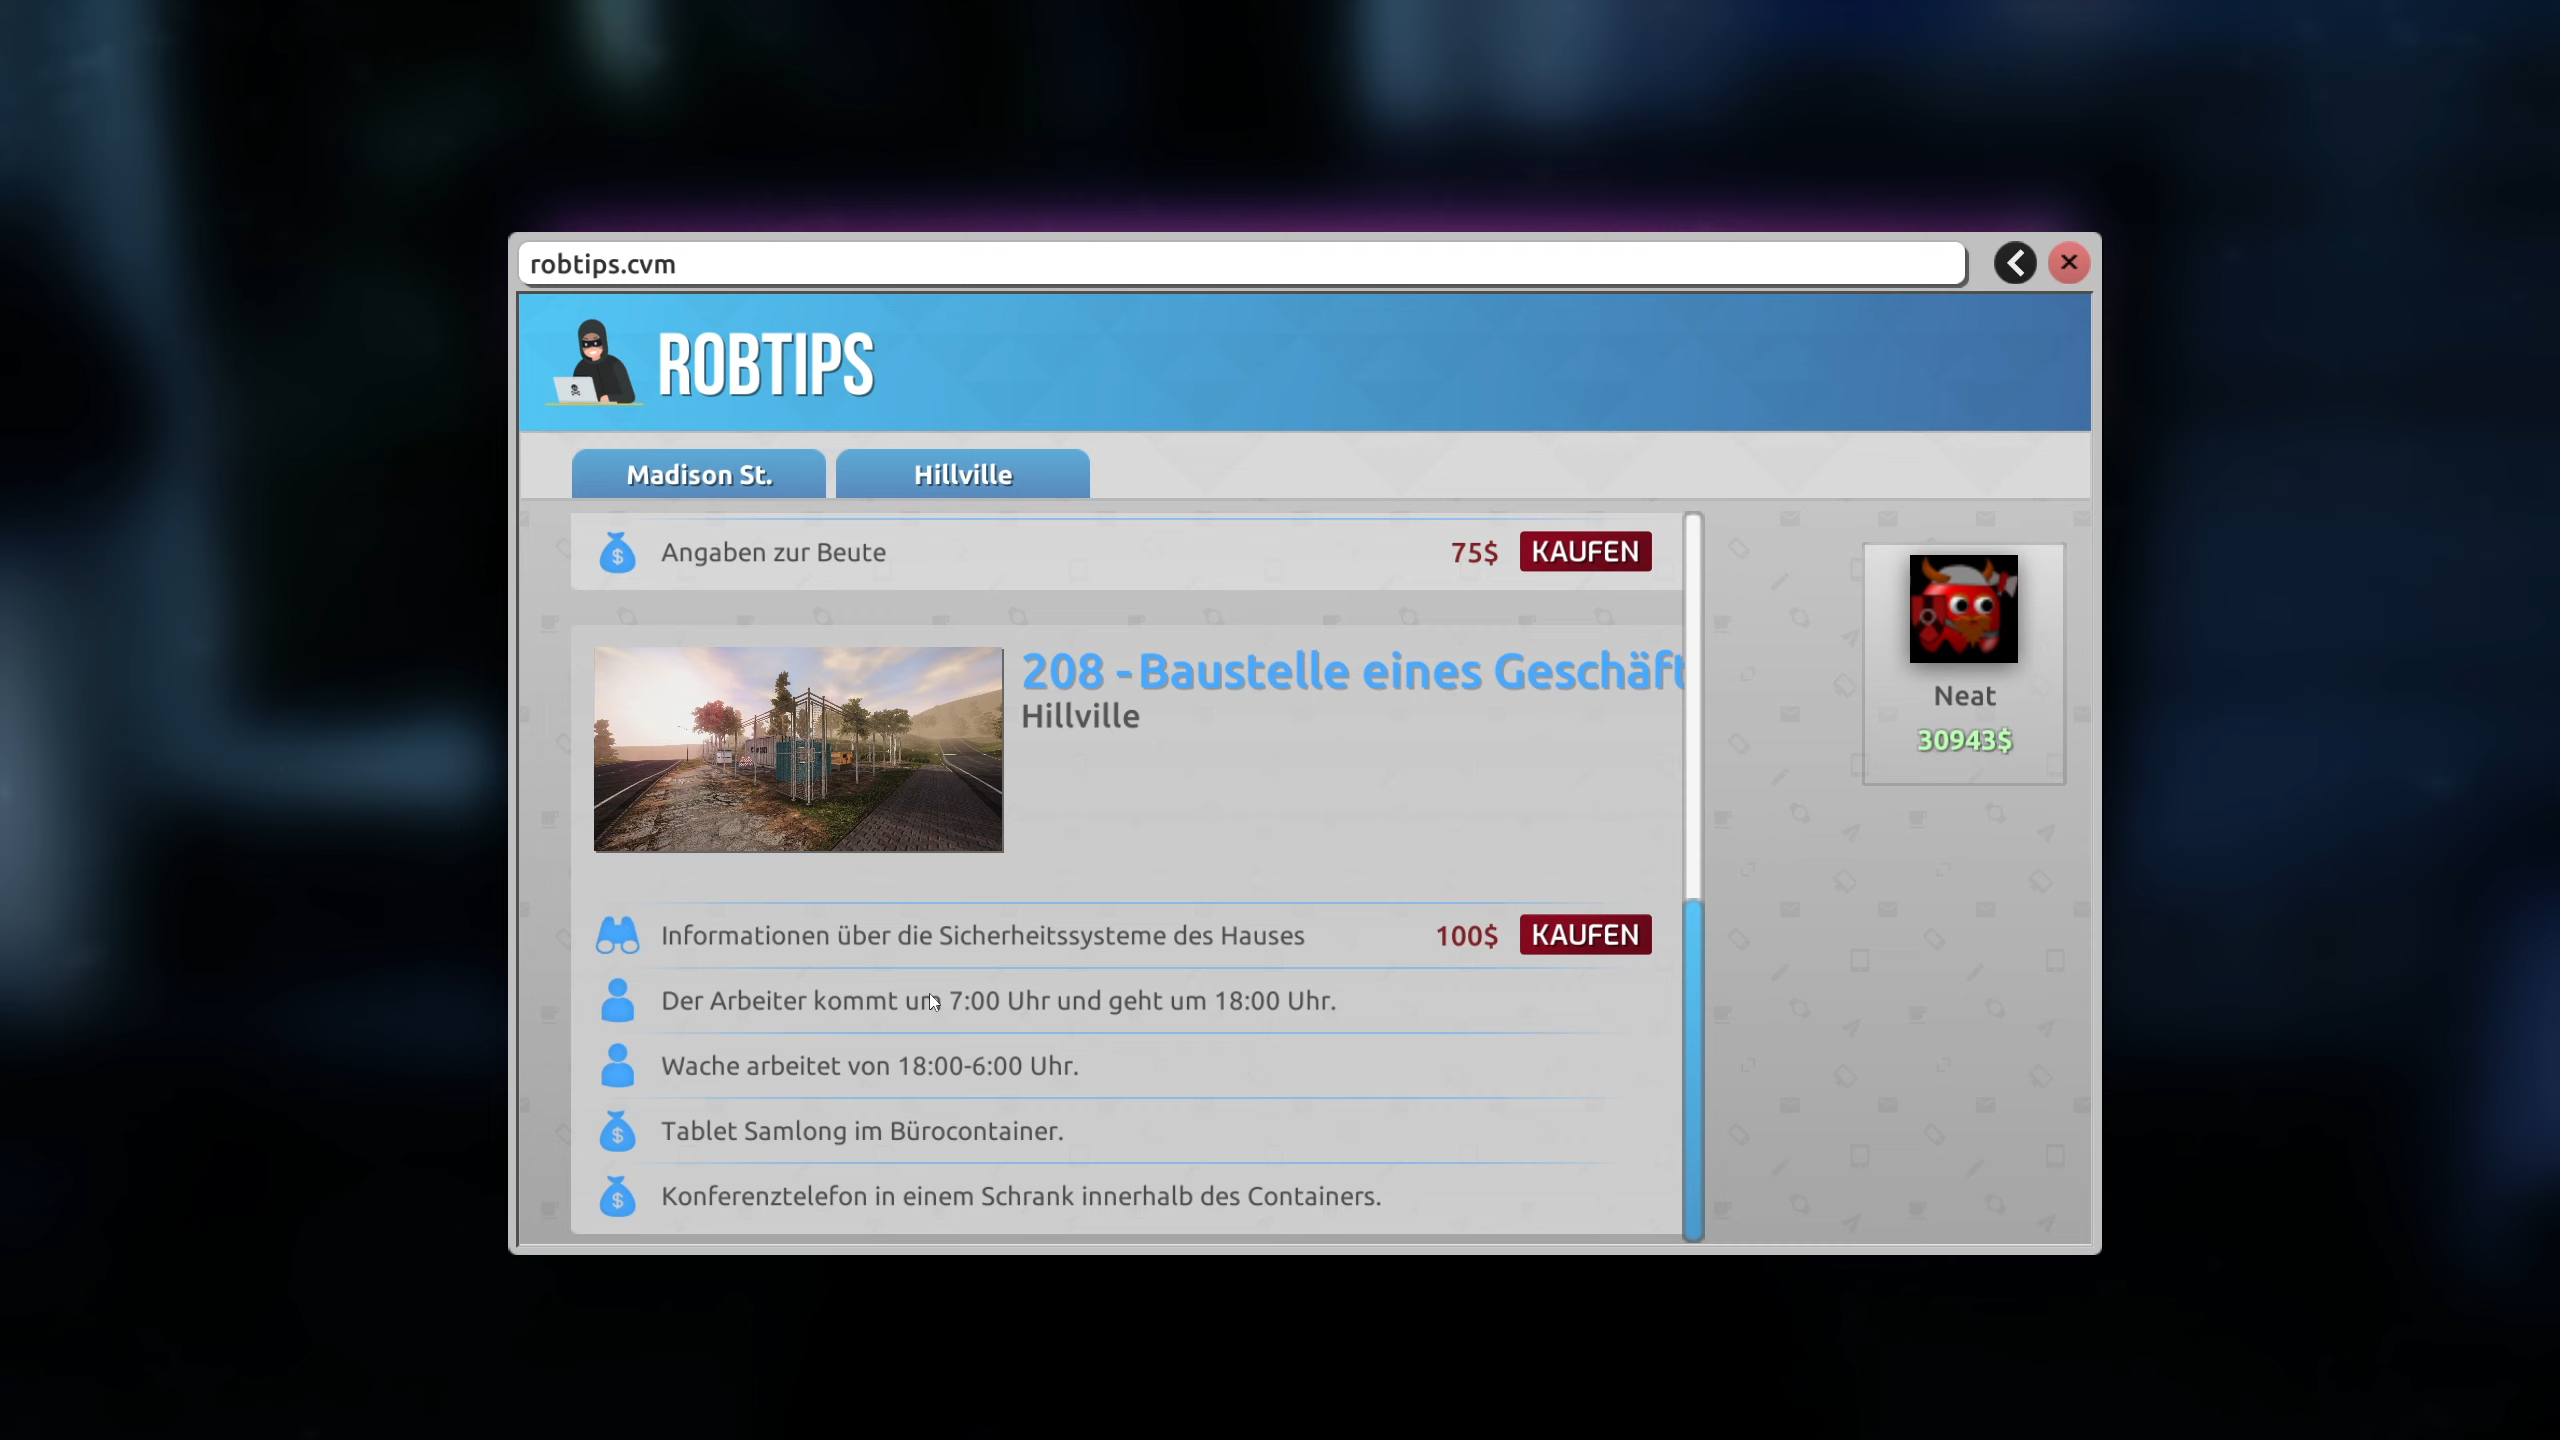 robtips.cvm
ROBTIPS
Madison St.
Hillville
Angaben zur Beute
75$
KAUFEN
208 - Baustelle eines Geschäft
Hillville
Neat
30943$
Informationen über die Sicherheitssysteme des Hauses
100$
KAUFEN
Der Arbeiter kommt um 7:00 Uhr und geht um 18:00 Uhr.
Wache arbeitet von 18:00-6:00 Uhr.
Tablet Samlong im Bürocontainer.
Konferenztelefon in einem Schrank innerhalb des Containers.